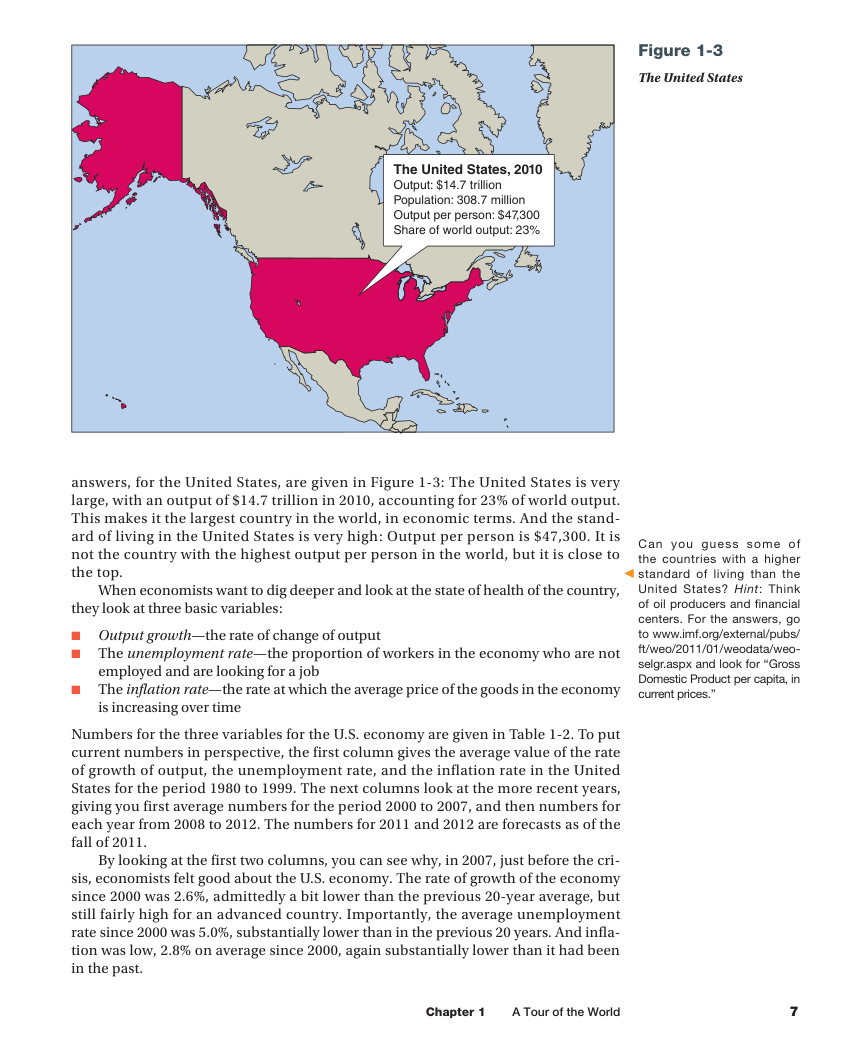 Figure 1-3
The United States
The United States, 2010
Output: $14.7 trillion
Population: 308.7 million
Output per person: $47,300
Share of world output: 23%
answers, for the United States, are given in Figure 1-3: The United States is very
large, with an output of $14.7 trillion in 2010, accounting for 23% of world output.
This makes it the largest country in the world, in economic terms. And the stand-
ard of living in the United States is very high: Output per person is $47,300. It is
not the country with the highest output per person in the world, but it is close to
the top.
When economists want to dig deeper and look at the state of health of the country,
they look at three basic variables:
■ Output growth—the rate of change of output
■ The unemployment rate—the proportion of workers in the economy who are not
employed and are looking for a job
■ The inflation rate—the rate at which the average price of the goods in the economy
is increasing over time
Numbers for the three variables for the U.S. economy are given in Table 1-2. To put
current numbers in perspective, the first column gives the average value of the rate
of growth of output, the unemployment rate, and the inflation rate in the United
States for the period 1980 to 1999. The next columns look at the more recent years,
giving you first average numbers for the period 2000 to 2007, and then numbers for
each year from 2008 to 2012. The numbers for 2011 and 2012 are forecasts as of the
fall of 2011.
By looking at the first two columns, you can see why, in 2007, just before the cri-
sis, economists felt good about the U.S. economy. The rate of growth of the economy
since 2000 was 2.6%, admittedly a bit lower than the previous 20-year average, but
still fairly high for an advanced country. Importantly, the average unemployment
rate since 2000 was 5.0%, substantially lower than in the previous 20 years. And infla-
tion was low, 2.8% on average since 2000, again substantially lower than it had been
in the past.
Can you guess some of
the countries with a higher
◀ standard of living than the
United States? Hint: Think
of oil producers and financial
centers. For the answers, go
to www.imf.org/external/pubs/
ft/weo/2011/01/weodata/weo-
selgr.aspx and look for “Gross
Domestic Product per capita, in
current prices.”
Chapter 1 A Tour of the World 7